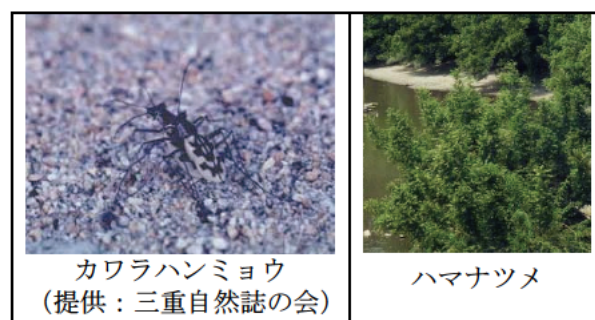 カワラハンミョウ
（提供：三重自然誌の会）
ハマナツメ